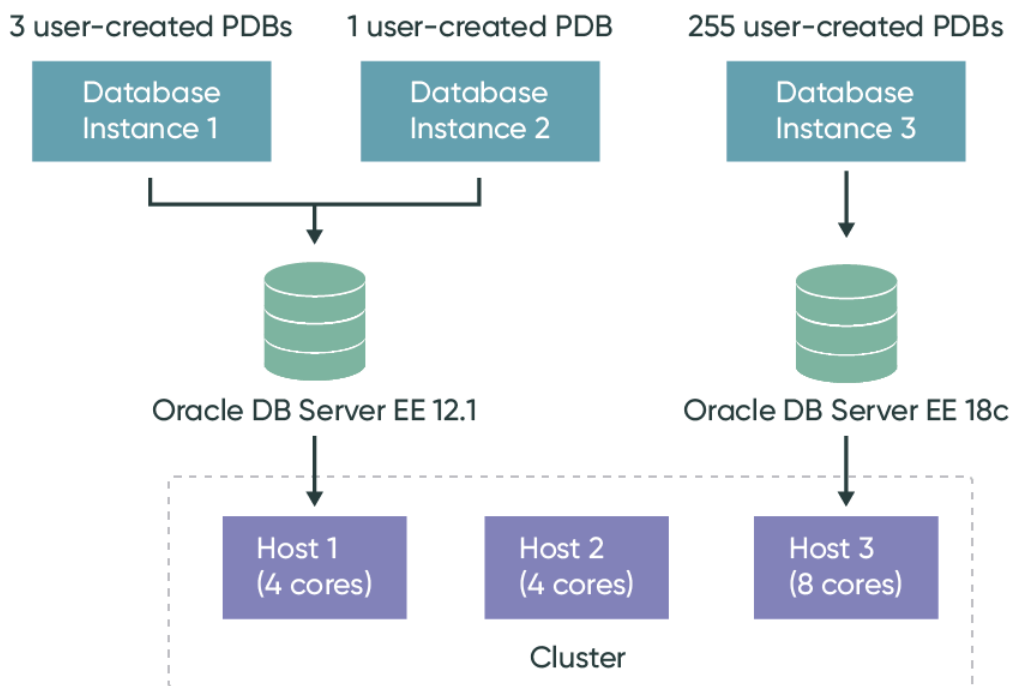 3 user-created PDBs
1 user-created PDB
255 user-created PDBs
Database
Instance 1
Database
Instance 2
Database
Instance 3
Oracle DB Server EE 12.1
Oracle DB Server EE 18c
Host 1
(4 cores)
Host 2
(4 cores)
Host 3
(8 cores)
Cluster